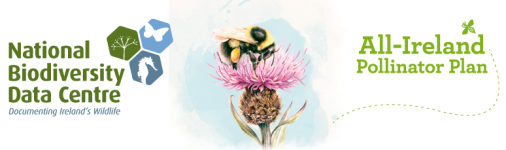 National
Biodiversity
Data Centre
Documenting Ireland's Wildlife
All-Ireland
Pollinator Plan